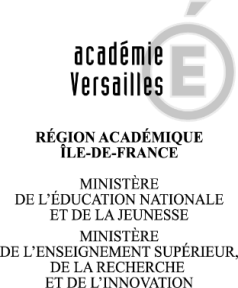 académie
Versailles
É
RÉGION ACADÉMIQUE
ÎLE-DE-FRANCE
MINISTÈRE
DE L'ÉDUCATION NATIONALE
ET DE LA JEUNESSE
MINISTÈRE
DE L'ENSEIGNEMENT SUPÉRIEUR,
DE LA RECHERCHE
ET DE L'INNOVATION